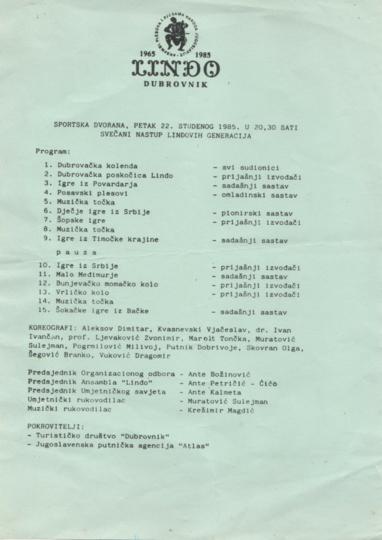 1965 1985
LINĐO
DUBROVNIK
SPORTSKA DVORANA, PETAK 22. STUDENOG 1985. U 20,30 SATI
SVEČANI NASTUP LINĐOVIH GENERACIJA
Program:
1. Dubrovačka kolenda - svi sudionici
2. Dubrovačka poskočica Linđo - prijašnji izvođači
3. Igre iz Povardarja - sadašnji sastav
4. Posavski plesovi - omladinski sastav
5. Muzička točka
6. Dječje igre iz Srbije - pionirski sastav
7. Šopske igre - prijašnji izvođači
8. Muzička točka
9. Igre iz Timočke krajine - sadašnji sastav
p a u z a
10. Igre iz Srbije - prijašnji izvođači
11. Malo Međimurje - sadašnji sastav
12. Bunjevačko momačko kolo - prijašnji izvođači
13. Vrličko kolo - prijašnji izvođači
14. Muzička točka
15. Šokačke igre iz Bačke - sadašnji sastav
KOREOGRAFI: Aleksov Dimitar, Kvasnevski Vjačeslav, dr. Ivan
Ivančan, prof. Ljevaković Zvonimir, Marolt Tončka, Muratović
Sulejman, Pogrmilović Milivoj, Putnik Dobrivoje, Skovran Olga,
Šegović Branko, Vuković Dragomir
Predsjednik Organizacionog odbora - Ante Božinović
Predsjednik Ansambla "Linđo" - Ante Petričić - Čićo
Predsjednik Umjetničkog savjeta - Ante Kalmeta
Umjetnički rukovodilac - Muratović Sulejman
Muzički rukovodilac - Krešimir Magdić
POKROVITELJI:
- Turističko društvo "Dubrovnik"
- Jugoslavenska putnička agencija "Atlas"